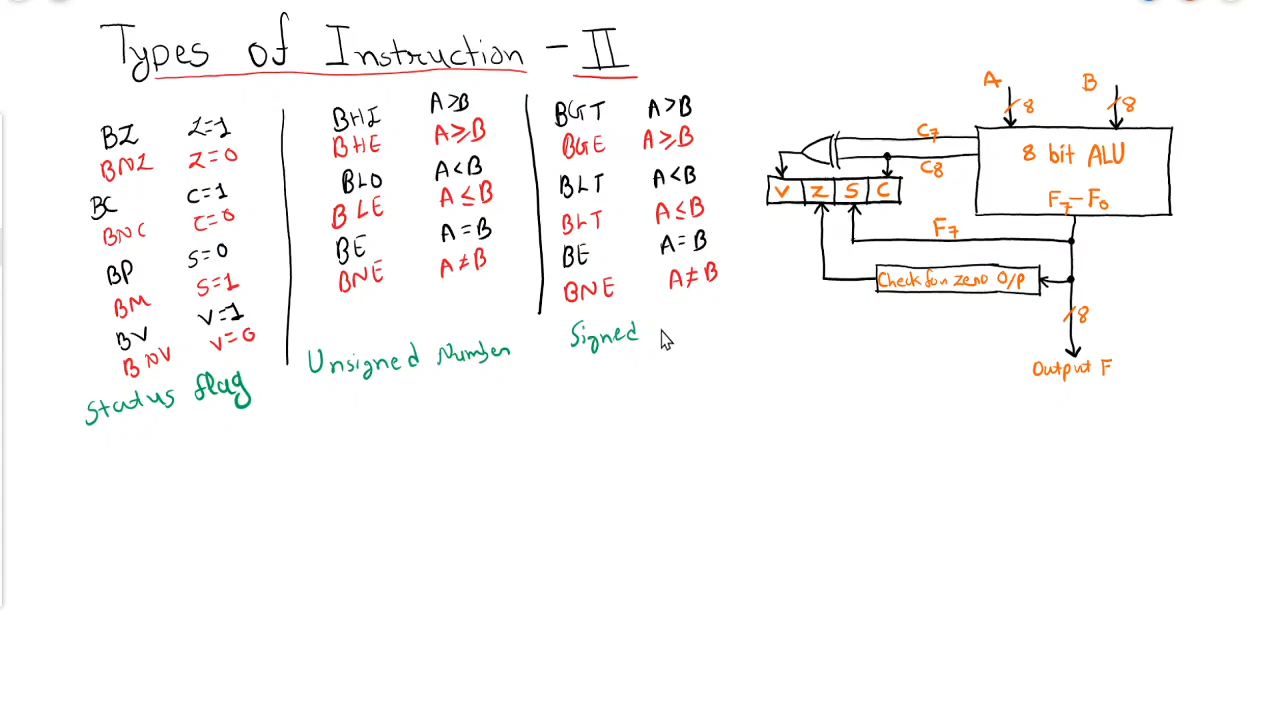 Types of Instruction - II
BZ Z=1
BNZ Z=0
BC C=1
BNC C=0
BP S=0
BM S=1
BV V=1
BNV V=0
Status flag
BHI A>B
BHE A≥B
BLO A<B
BLE A≤B
BE A=B
BNE A≠B
Unsigned Number
BGT A>B
BGE A≥B
BLT A<B
BLT A≤B
BE A=B
BNE A≠B
Signed
A B
8 8
C7
C8
8 bit ALU
F7-F0
V Z S C
F7
Check for zero O/P
8
Output F